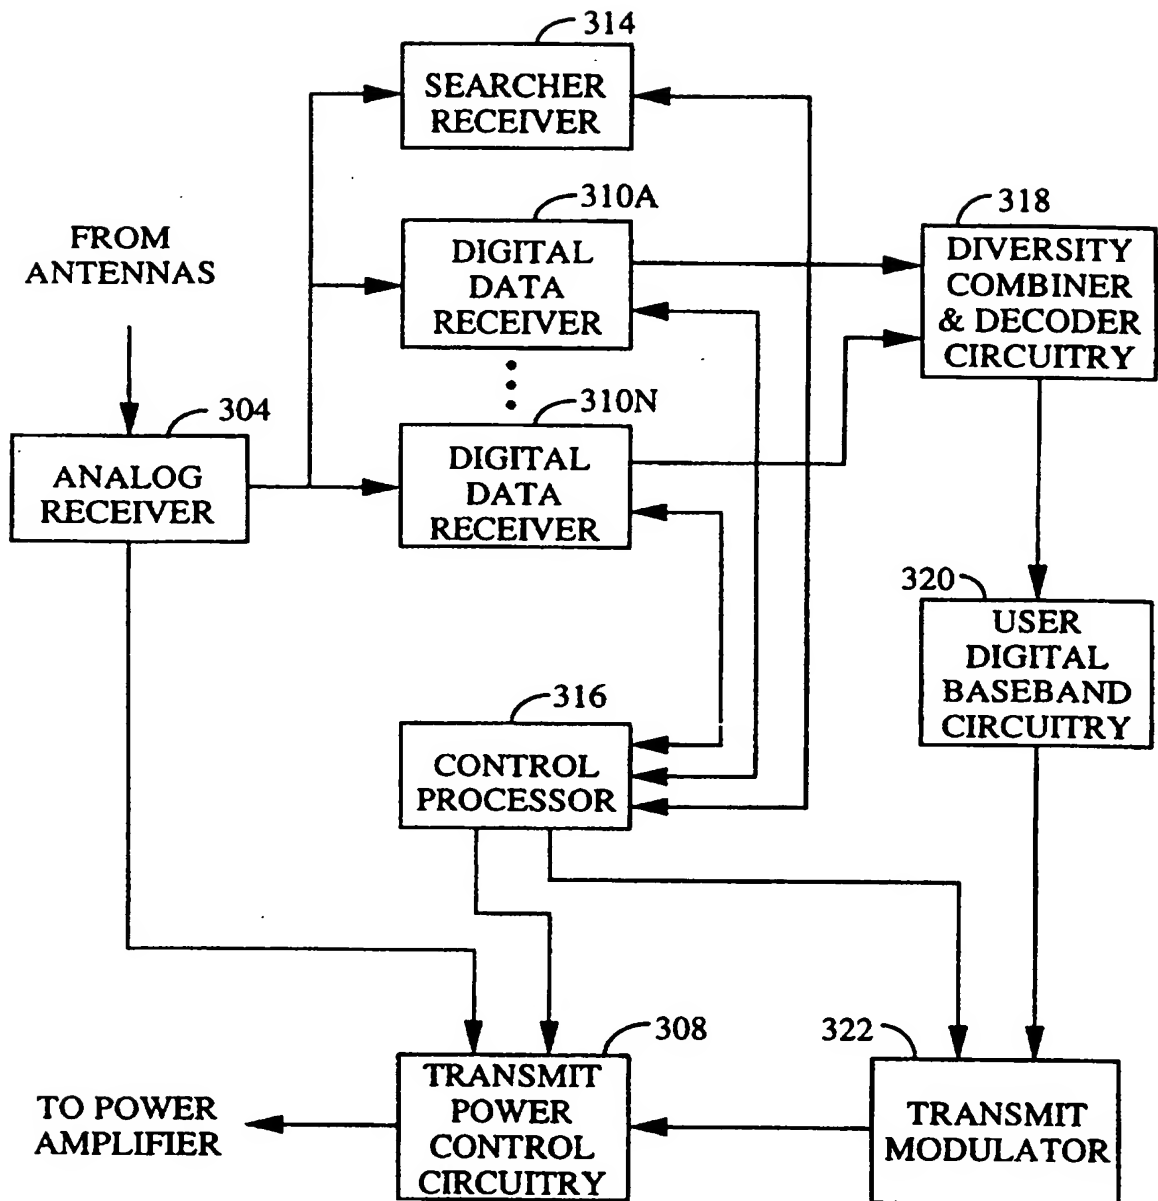 314
SEARCHER
RECEIVER
310A
DIGITAL
DATA
RECEIVER
318
DIVERSITY
COMBINER
& DECODER
CIRCUITRY
FROM
ANTENNAS
304
ANALOG
RECEIVER
310N
DIGITAL
DATA
RECEIVER
320
USER
DIGITAL
BASEBAND
CIRCUITRY
316
CONTROL
PROCESSOR
308
TRANSMIT
POWER
CONTROL
CIRCUITRY
322
TRANSMIT
MODULATOR
TO POWER
AMPLIFIER